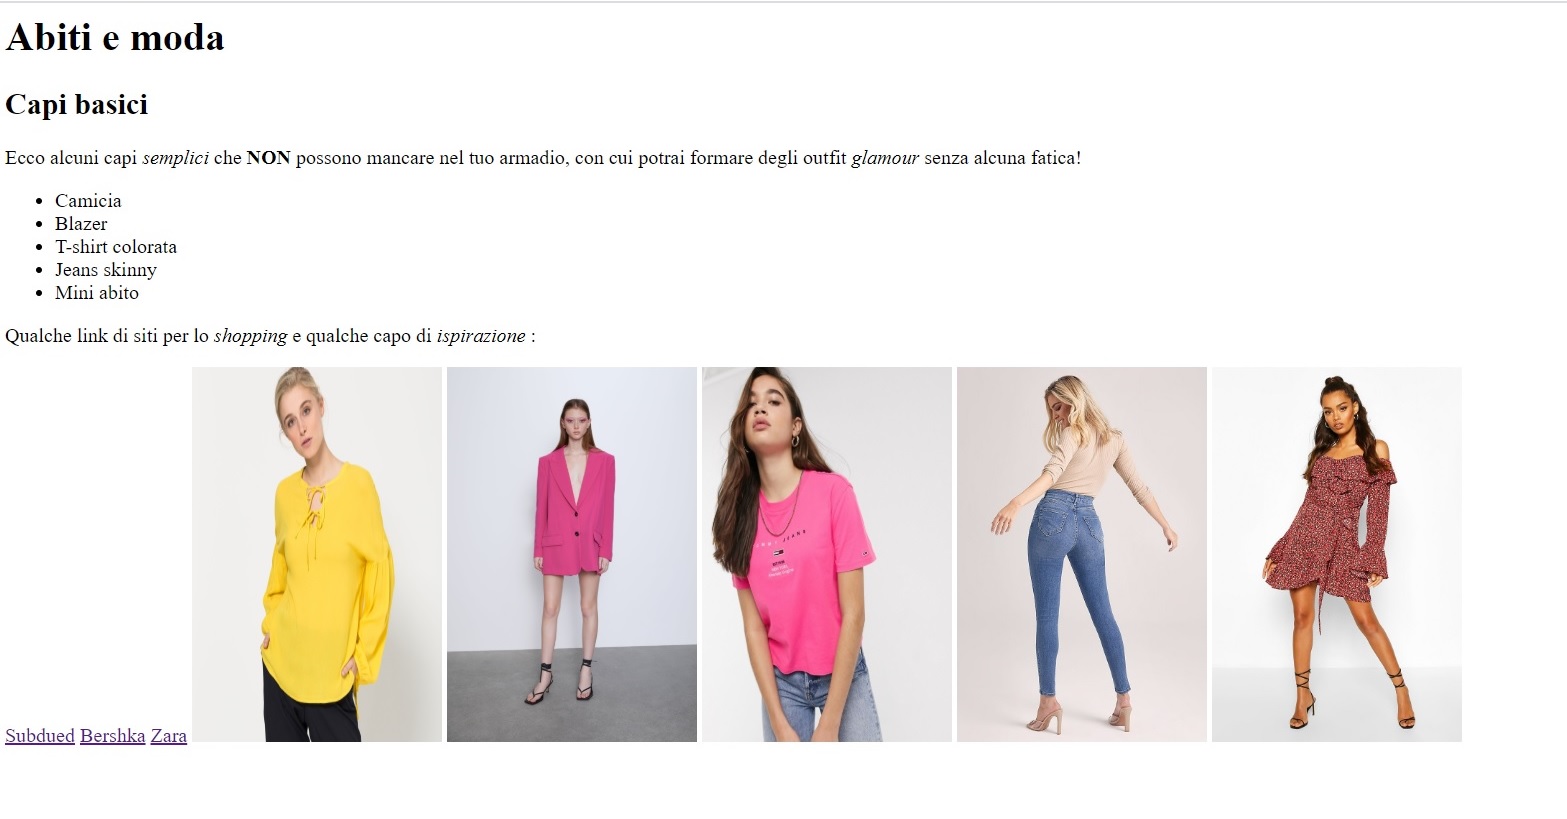 Abiti e moda
Capi basici
Ecco alcuni capi semplici che NON possono mancare nel tuo armadio, con cui potrai formare degli outfit glamour senza alcuna fatica!
Camicia
Blazer
T-shirt colorata
Jeans skinny
Mini abito
Qualche link di siti per lo shopping e qualche capo di ispirazione :
Subdued Bershka Zara
JEANS